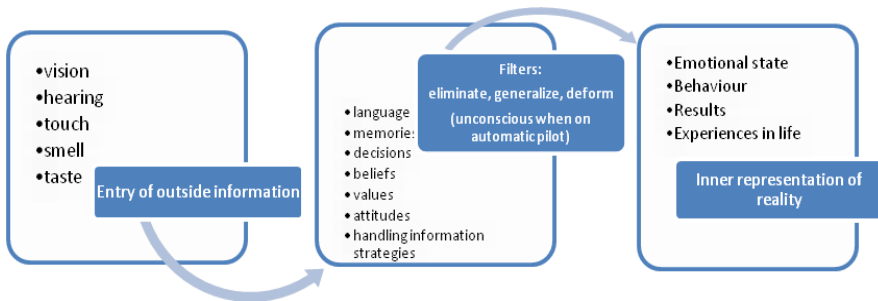 •vision
•hearing
•touch
•smell
•taste
Entry of outside information
•language
•memories
•decisions
•beliefs
•values
•attitudes
•handling information
strategies
Filters:
eliminate, generalize, deform
(unconscious when on
automatic pilot)
•Emotional state
•Behaviour
•Results
•Experiences in life
Inner representation of
reality